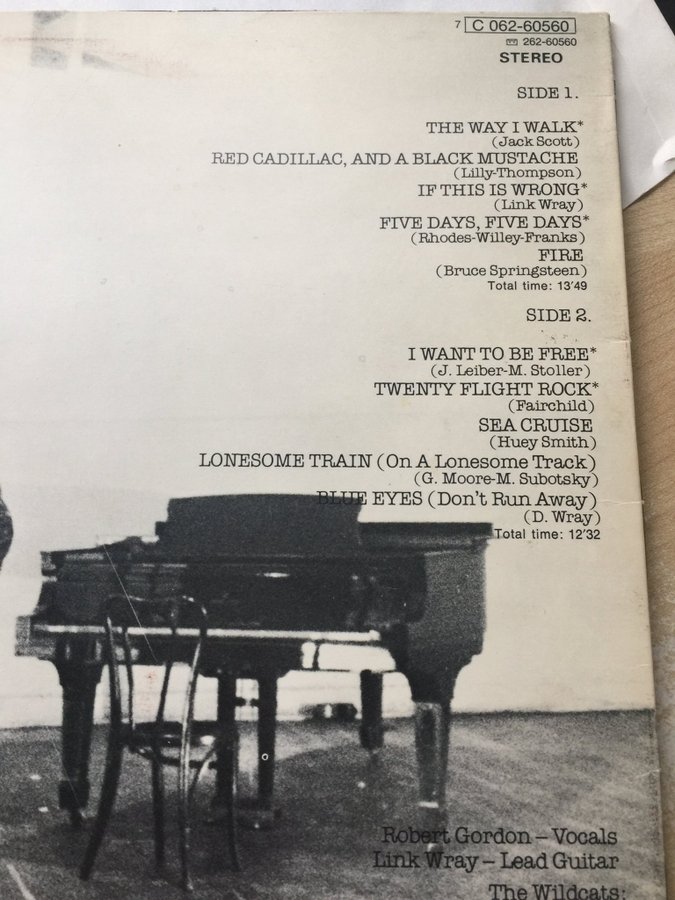 7 C 062-60560
262-60560
STEREO
SIDE 1.
THE WAY I WALK*
(Jack Scott)
RED CADILLAC, AND A BLACK MUSTACHE
(Lilly-Thompson)
IF THIS IS WRONG*
(Link Wray)
FIVE DAYS, FIVE DAYS*
(Rhodes-Willey-Franks)
FIRE
(Bruce Springsteen)
Total time: 13'49
SIDE 2.
I WANT TO BE FREE*
(J. Leiber-M. Stoller)
TWENTY FLIGHT ROCK*
(Fairchild)
SEA CRUISE
(Huey Smith)
LONESOME TRAIN (On A Lonesome Track)
(G. Moore-M. Subotsky)
BLUE EYES (Don't Run Away)
(D. Wray)
Total time: 12'32
Robert Gordon – Vocals
Link Wray – Lead Guitar
The Wildcats: